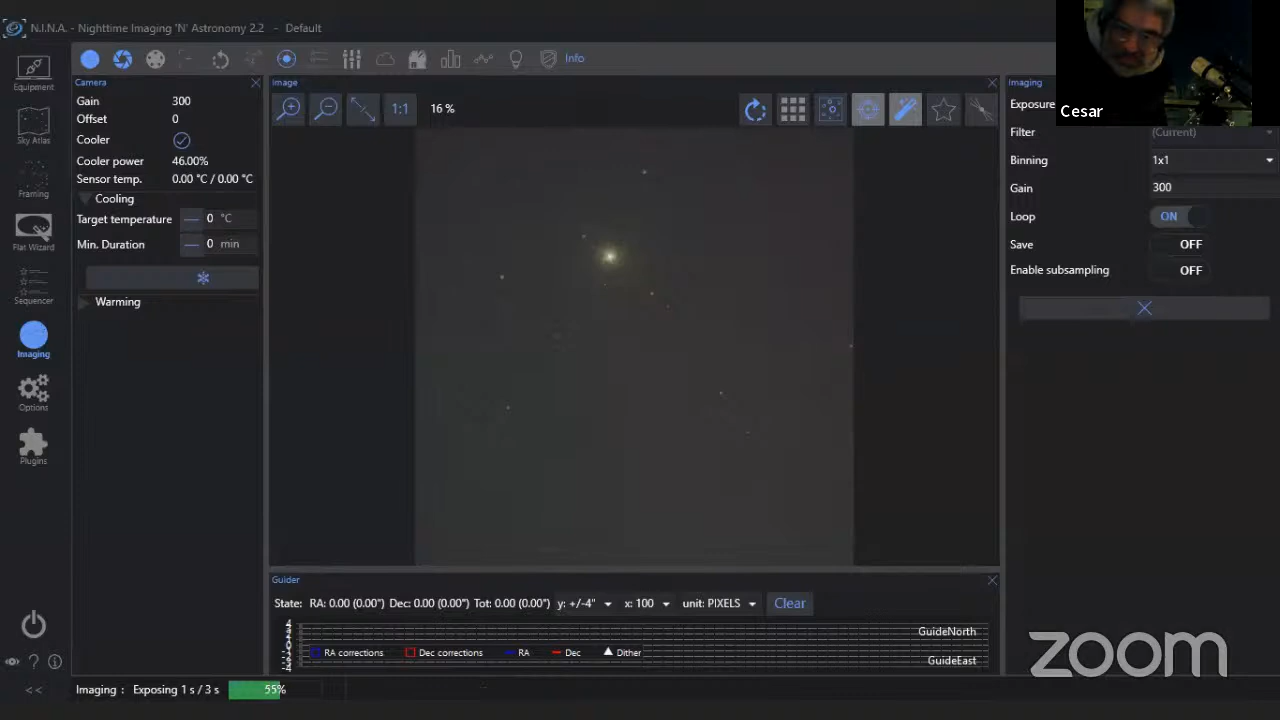 N.I.N.A. - Nighttime Imaging 'N' Astronomy 2.2 - Default
Info
Equipment
Sky Atlas
Framing
Flat Wizard
Sequencer
Imaging
Options
Plugins
Camera
Gain 300
Offset 0
Cooler
Cooler power 46.00%
Sensor temp. 0.00 °C / 0.00 °C
Cooling
Target temperature 0 °C
Min. Duration 0 min
Warming
Image
1:1 16 %
Imaging
Exposure
Cesar
Filter (Current)
Binning 1x1
Gain 300
Loop ON
Save OFF
Enable subsampling OFF
Guider
State: RA: 0.00 (0.00") Dec: 0.00 (0.00") Tot: 0.00 (0.00") y: +/-4" x: 100 unit: PIXELS Clear
4
GuideNorth
RA corrections Dec corrections RA Dec Dither
GuideEast
zoom
<< Imaging : Exposing 1 s / 3 s 55%